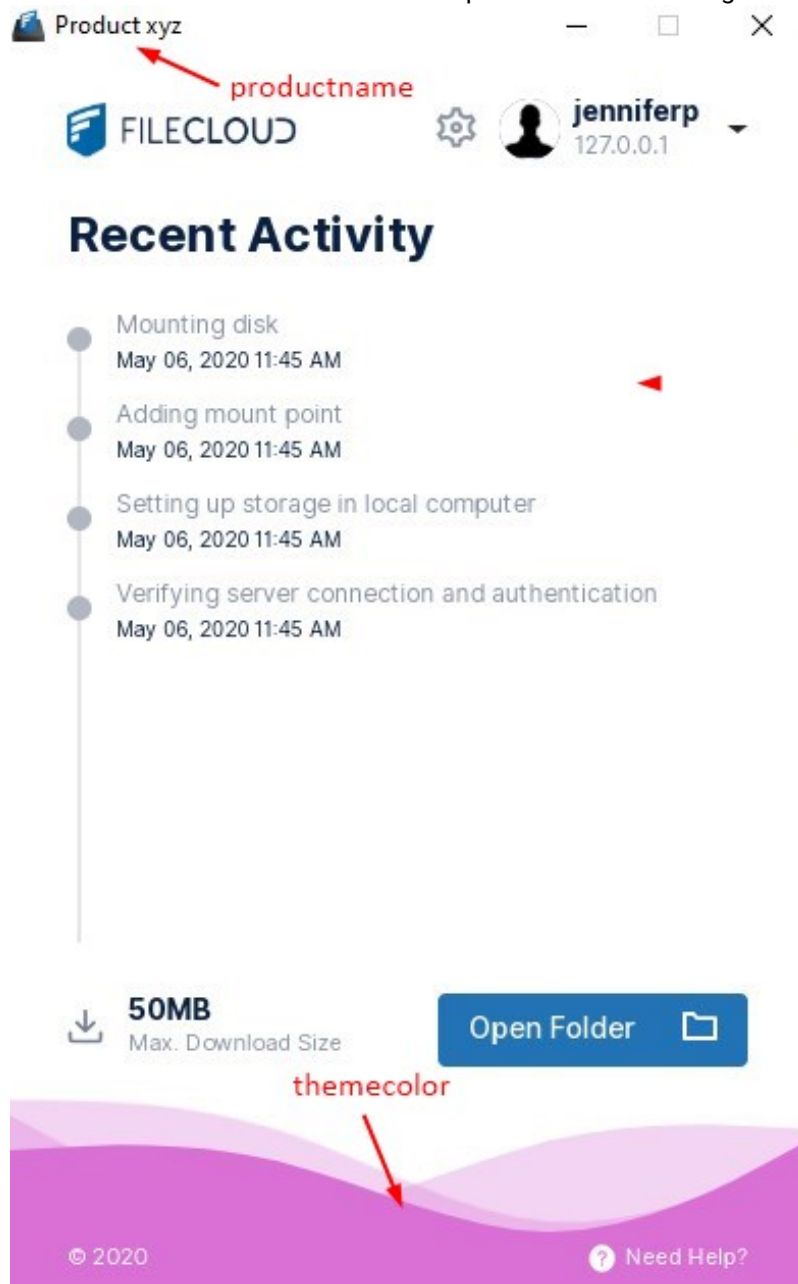 Product xyz
productname
FILECLOUD
jenniferp
127.0.0.1
Recent Activity
Mounting disk
May 06, 2020 11:45 AM
Adding mount point
May 06, 2020 11:45 AM
Setting up storage in local computer
May 06, 2020 11:45 AM
Verifying server connection and authentication
May 06, 2020 11:45 AM
50MB
Max. Download Size
Open Folder
themecolor
© 2020
? Need Help?